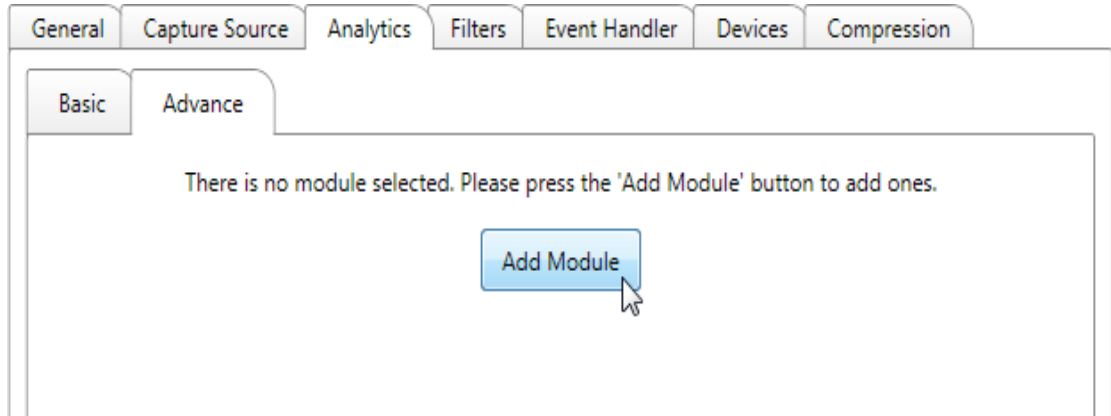 General Capture Source Analytics Filters Event Handler Devices Compression
Basic Advance
There is no module selected. Please press the 'Add Module' button to add ones.
Add Module